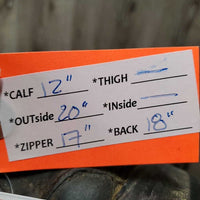 *CALF 12" *THIGH —
*OUTside 20" *INside —
*ZIPPER 17" *BACK 18"